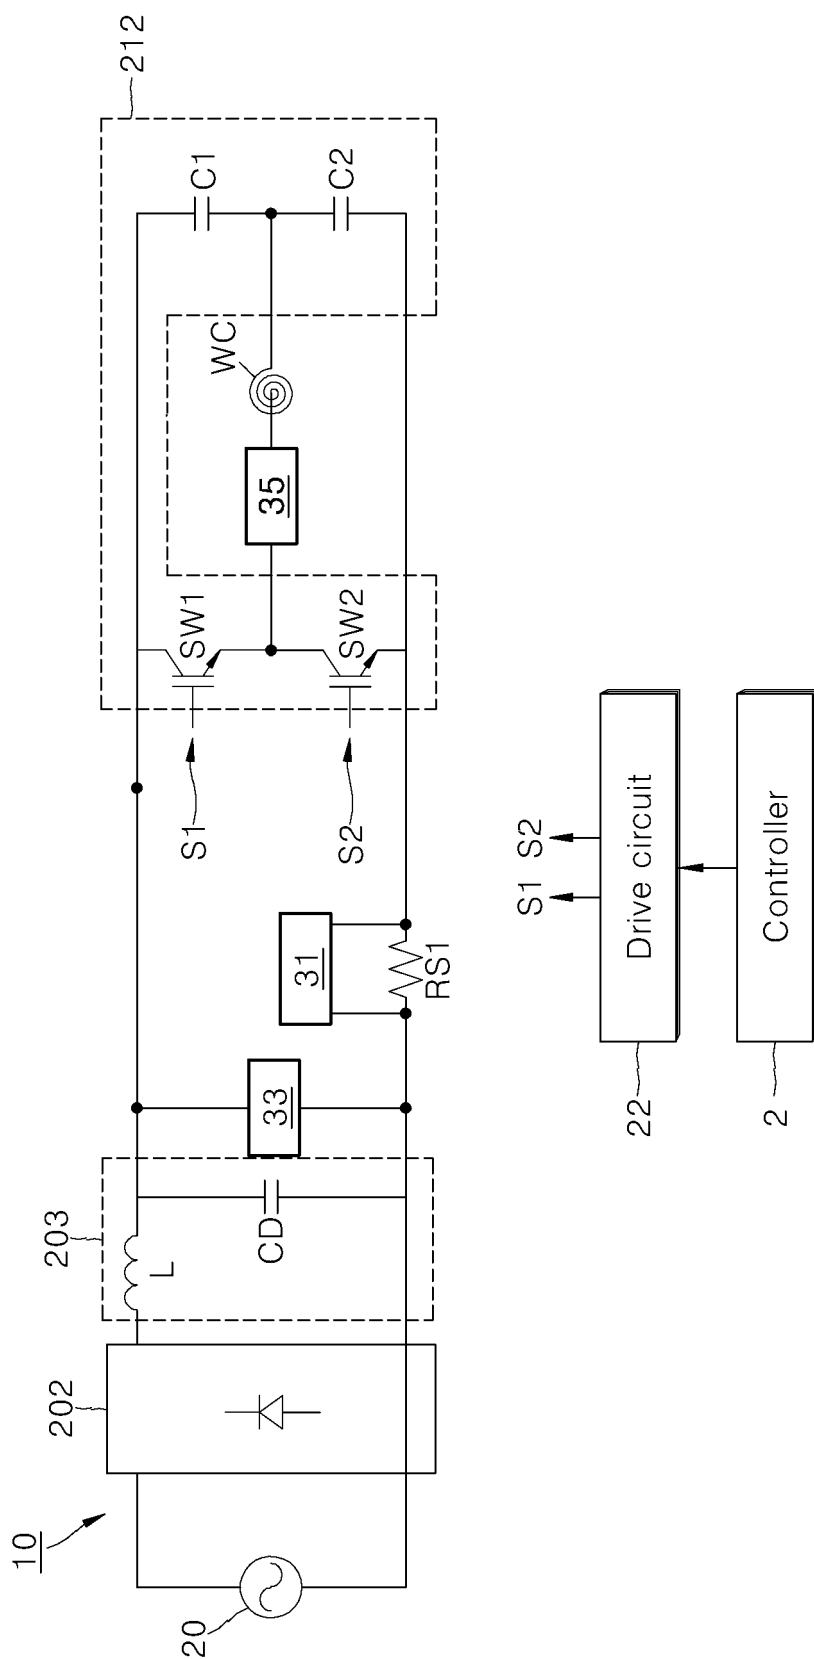 10
20
202
203
L
CD
33
31
RS1
S1
S2
SW1
SW2
35
WC
C1
C2
212
S1 S2
22
Drive circuit
2
Controller